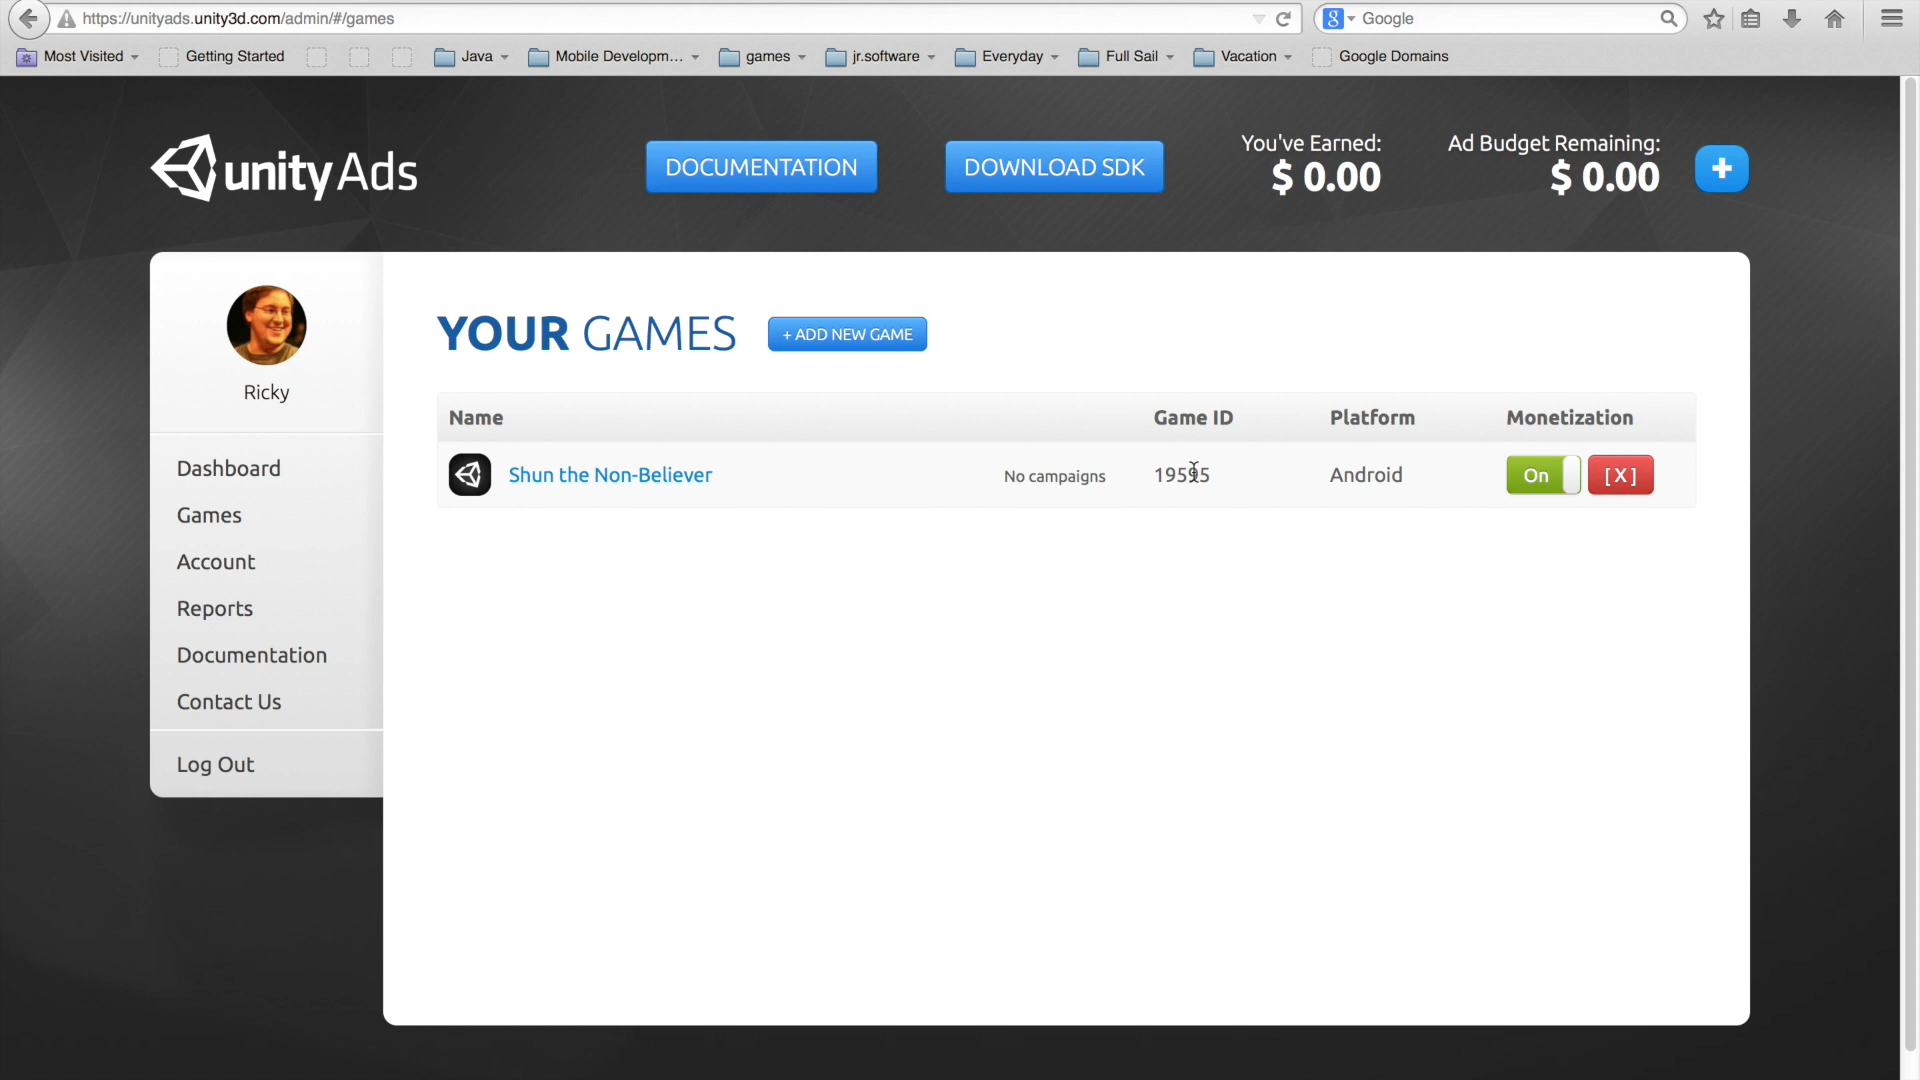 https://unityads.unity3d.com/admin/#/games
Google
Most Visited
Getting Started
Java
Mobile Developm...
games
jr.software
Everyday
Full Sail
Vacation
Google Domains
unityAds
DOCUMENTATION
DOWNLOAD SDK
You've Earned:
$ 0.00
Ad Budget Remaining:
$ 0.00
+
Ricky
Dashboard
Games
Account
Reports
Documentation
Contact Us
Log Out
YOUR GAMES
+ ADD NEW GAME
Name
Game ID
Platform
Monetization
Shun the Non-Believer
No campaigns
Android
On
[ X ]